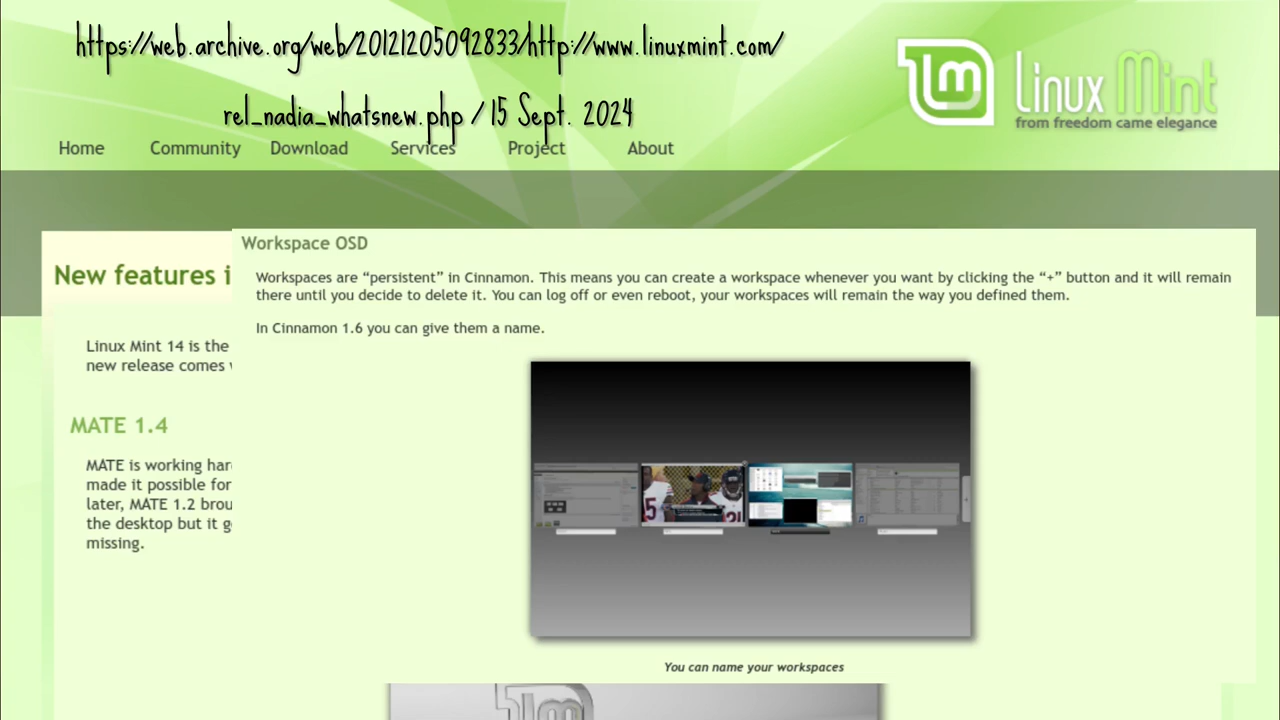 https://web.archive.org/web/20121205092833/http://www.linuxmint.com/
rel_nadia_whatsnew.php / 15 Sept. 2024
Linux Mint
from freedom came elegance
Home Community Download Services Project About
New features i
Linux Mint 14 is the
new release comes
MATE 1.4
MATE is working har
made it possible for
later, MATE 1.2 brou
the desktop but it g
missing.
Workspace OSD
Workspaces are “persistent” in Cinnamon. This means you can create a workspace whenever you want by clicking the “+” button and it will remain
there until you decide to delete it. You can log off or even reboot, your workspaces will remain the way you defined them.
In Cinnamon 1.6 you can give them a name.
You can name your workspaces